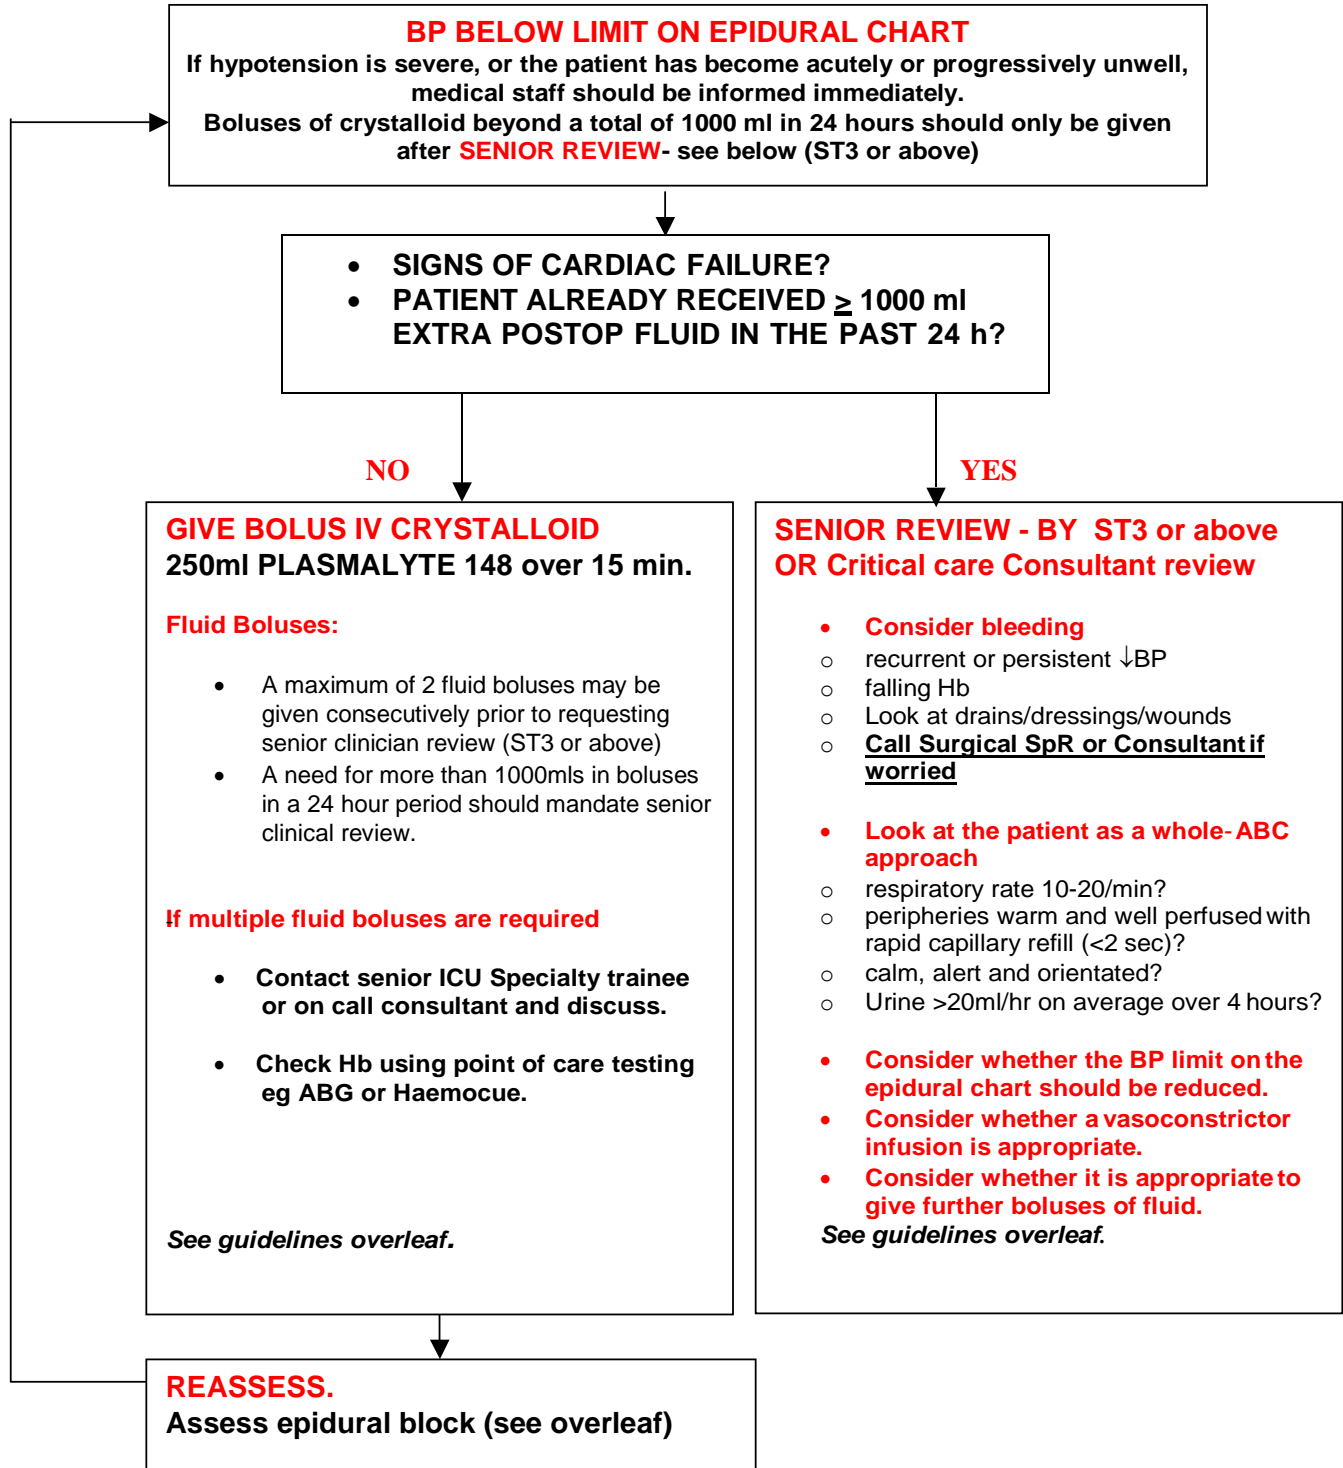 BP BELOW LIMIT ON EPIDURAL CHART
If hypotension is severe, or the patient has become acutely or progressively unwell,
medical staff should be informed immediately.
Boluses of crystalloid beyond a total of 1000 ml in 24 hours should only be given
after SENIOR REVIEW- see below (ST3 or above)
• SIGNS OF CARDIAC FAILURE?
• PATIENT ALREADY RECEIVED ≥ 1000 ml
EXTRA POSTOP FLUID IN THE PAST 24 h?
NO
YES
GIVE BOLUS IV CRYSTALLOID
250ml PLASMALYTE 148 over 15 min.
Fluid Boluses:
• A maximum of 2 fluid boluses may be
given consecutively prior to requesting
senior clinician review (ST3 or above)
• A need for more than 1000mls in boluses
in a 24 hour period should mandate senior
clinical review.
If multiple fluid boluses are required
• Contact senior ICU Specialty trainee
or on call consultant and discuss.
• Check Hb using point of care testing
eg ABG or Haemocue.
See guidelines overleaf.
SENIOR REVIEW - BY ST3 or above
OR Critical care Consultant review
• Consider bleeding
o recurrent or persistent ↓BP
o falling Hb
o Look at drains/dressings/wounds
o Call Surgical SpR or Consultant if
worried
• Look at the patient as a whole- ABC
approach
o respiratory rate 10-20/min?
o peripheries warm and well perfused with
rapid capillary refill (<2 sec)?
o calm, alert and orientated?
o Urine >20ml/hr on average over 4 hours?
• Consider whether the BP limit on the
epidural chart should be reduced.
• Consider whether a vasoconstrictor
infusion is appropriate.
• Consider whether it is appropriate to
give further boluses of fluid.
See guidelines overleaf.
REASSESS.
Assess epidural block (see overleaf)